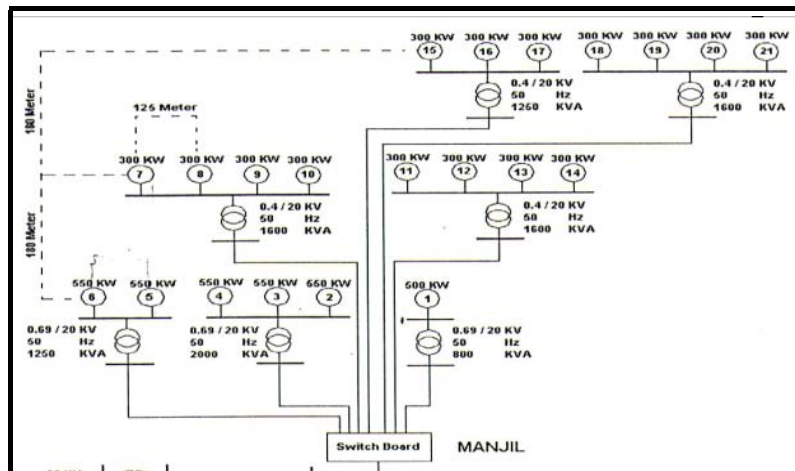 300 KW 300 KW 300 KW 300 KW 300 KW 300 KW 300 KW
15 16 17 18 19 20 21
0.4 / 20 KV
50 Hz
1250 KVA
0.4 / 20 KV
50 Hz
1600 KVA
180 Meter
125 Meter
300 KW 300 KW 300 KW 300 KW
7 8 9 10
0.4 / 20 KV
50 Hz
1600 KVA
300 KW 300 KW 300 KW 300 KW
11 12 13 14
0.4 / 20 KV
50 Hz
1600 KVA
180 Meter
550 KW 550 KW
6 5
0.69 / 20 KV
50 Hz
1250 KVA
550 KW 550 KW 550 KW
4 3 2
0.69 / 20 KV
50 Hz
2000 KVA
500 KW
1
0.69 / 20 KV
50 Hz
800 KVA
Switch Board
MANJIL